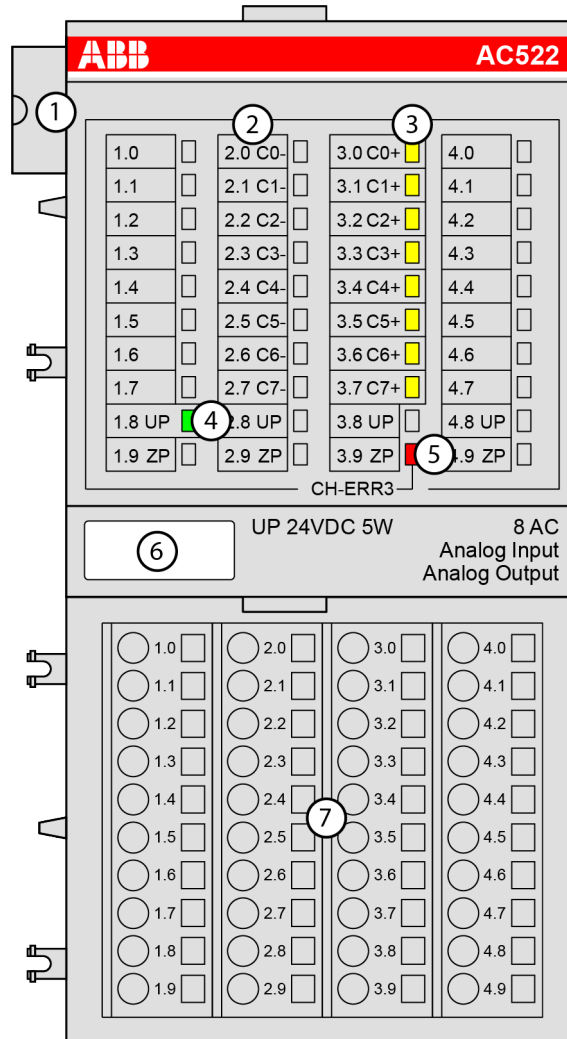 ABB AC522
1
2 3
1.0 2.0 C0- 3.0 C0+ 4.0
1.1 2.1 C1- 3.1 C1+ 4.1
1.2 2.2 C2- 3.2 C2+ 4.2
1.3 2.3 C3- 3.3 C3+ 4.3
1.4 2.4 C4- 3.4 C4+ 4.4
1.5 2.5 C5- 3.5 C5+ 4.5
1.6 2.6 C6- 3.6 C6+ 4.6
1.7 2.7 C7- 3.7 C7+ 4.7
1.8 UP 4 2.8 UP 3.8 UP 4.8 UP
1.9 ZP 2.9 ZP 3.9 ZP 5 4.9 ZP
CH-ERR3
UP 24VDC 5W 8 AC
6 Analog Input
Analog Output
1.0 2.0 3.0 4.0
1.1 2.1 3.1 4.1
1.2 2.2 3.2 4.2
1.3 2.3 3.3 4.3
1.4 2.4 3.4 4.4
7
1.5 2.5 3.5 4.5
1.6 2.6 3.6 4.6
1.7 2.7 3.7 4.7
1.8 2.8 3.8 4.8
1.9 2.9 3.9 4.9